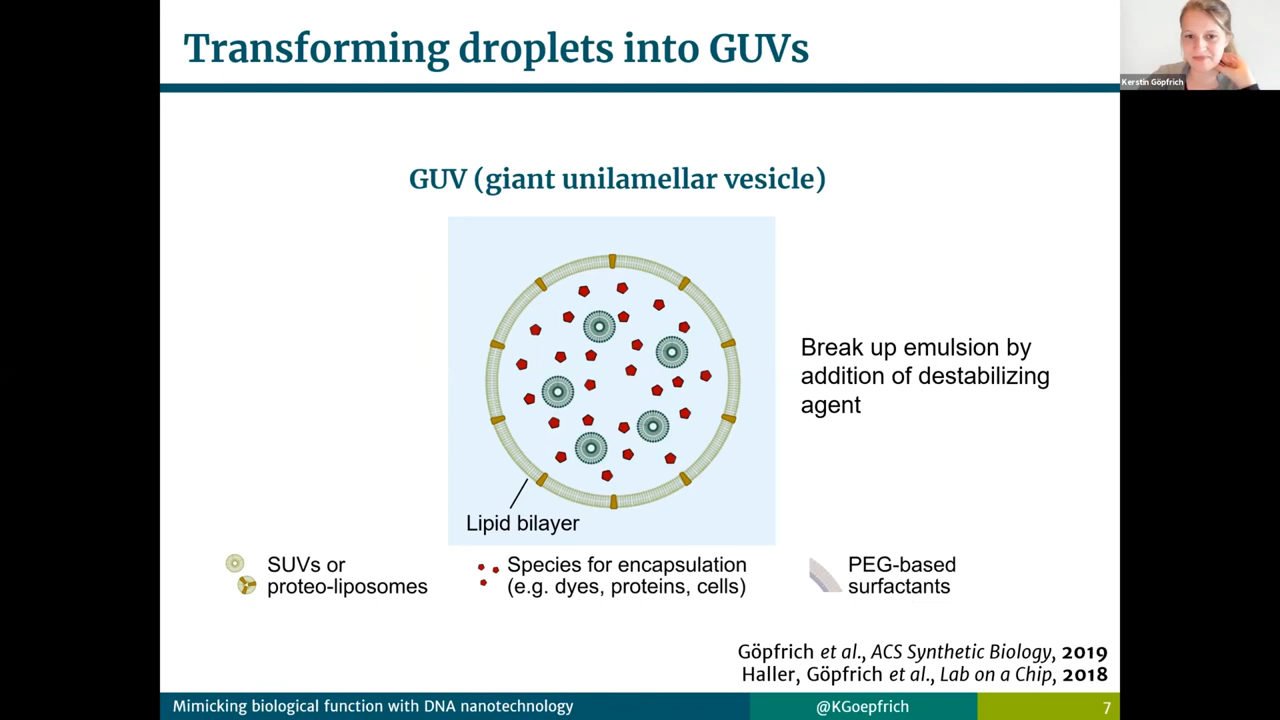 Transforming droplets into GUVs
Kerstin Göpfrich
GUV (giant unilamellar vesicle)
Break up emulsion by
addition of destabilizing
agent
Lipid bilayer
SUVs or
proteo-liposomes
Species for encapsulation
(e.g. dyes, proteins, cells)
PEG-based
surfactants
Göpfrich et al., ACS Synthetic Biology, 2019
Haller, Göpfrich et al., Lab on a Chip, 2018
Mimicking biological function with DNA nanotechnology
@KGoepfrich
7